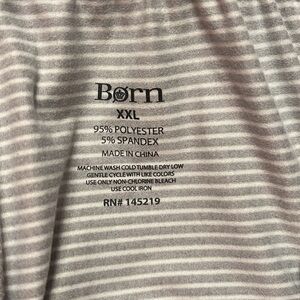 Børn
XXL
95% POLYESTER
5% SPANDEX
MADE IN CHINA
MACHINE WASH COLD TUMBLE DRY LOW
GENTLE CYCLE WITH LIKE COLORS
USE ONLY NON-CHLORINE BLEACH
USE COOL IRON
RN# 145219